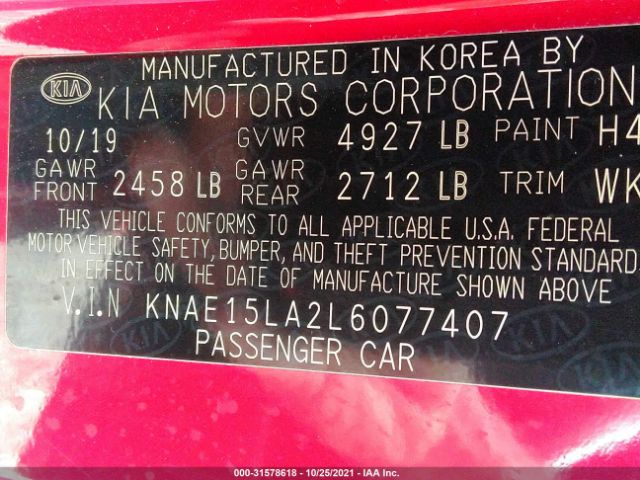 MANUFACTURED IN KOREA BY
KIA KIA MOTORS CORPORATION
10/19 GVWR 4927 LB PAINT H4
GAWR FRONT 2458 LB GAWR REAR 2712 LB TRIM WK
THIS VEHICLE CONFORMS TO ALL APPLICABLE U.S.A. FEDERAL
MOTOR VEHICLE SAFETY, BUMPER, AND THEFT PREVENTION STANDARD
IN EFFECT ON THE DATE OF MANUFACTURE SHOWN ABOVE
V.I.N KNAE15LA2L6077407
PASSENGER CAR
000-31578618 - 10/25/2021 - IAA Inc.